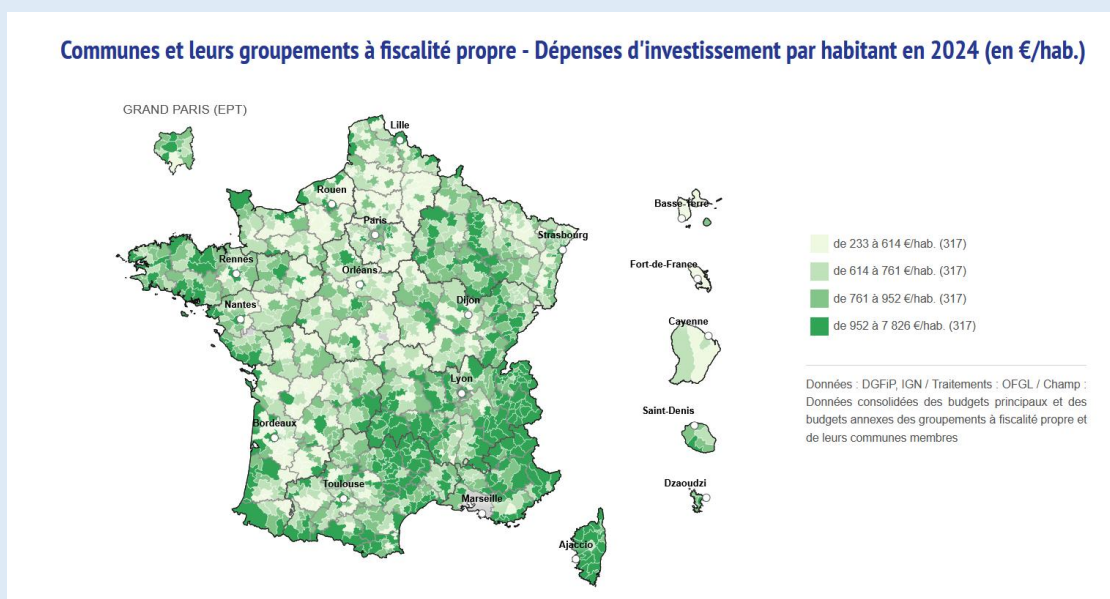 Communes et leurs groupements à fiscalité propre - Dépenses d'investissement par habitant en 2024 (en €/hab.)
GRAND PARIS (EPT)
Lille
Rouen
Paris
Strasbourg
Rennes
Orléans
Nantes
Dijon
Lyon
Bordeaux
Toulouse
Marseille
Ajaccio
Basse-Terre
Fort-de-France
Cayenne
Saint-Denis
Dzaoudzi
de 233 à 614 €/hab. (317)
de 614 à 761 €/hab. (317)
de 761 à 952 €/hab. (317)
de 952 à 7 826 €/hab. (317)
Données : DGFiP, IGN / Traitements : OFGL / Champ :
Données consolidées des budgets principaux et des
budgets annexes des groupements à fiscalité propre et
de leurs communes membres